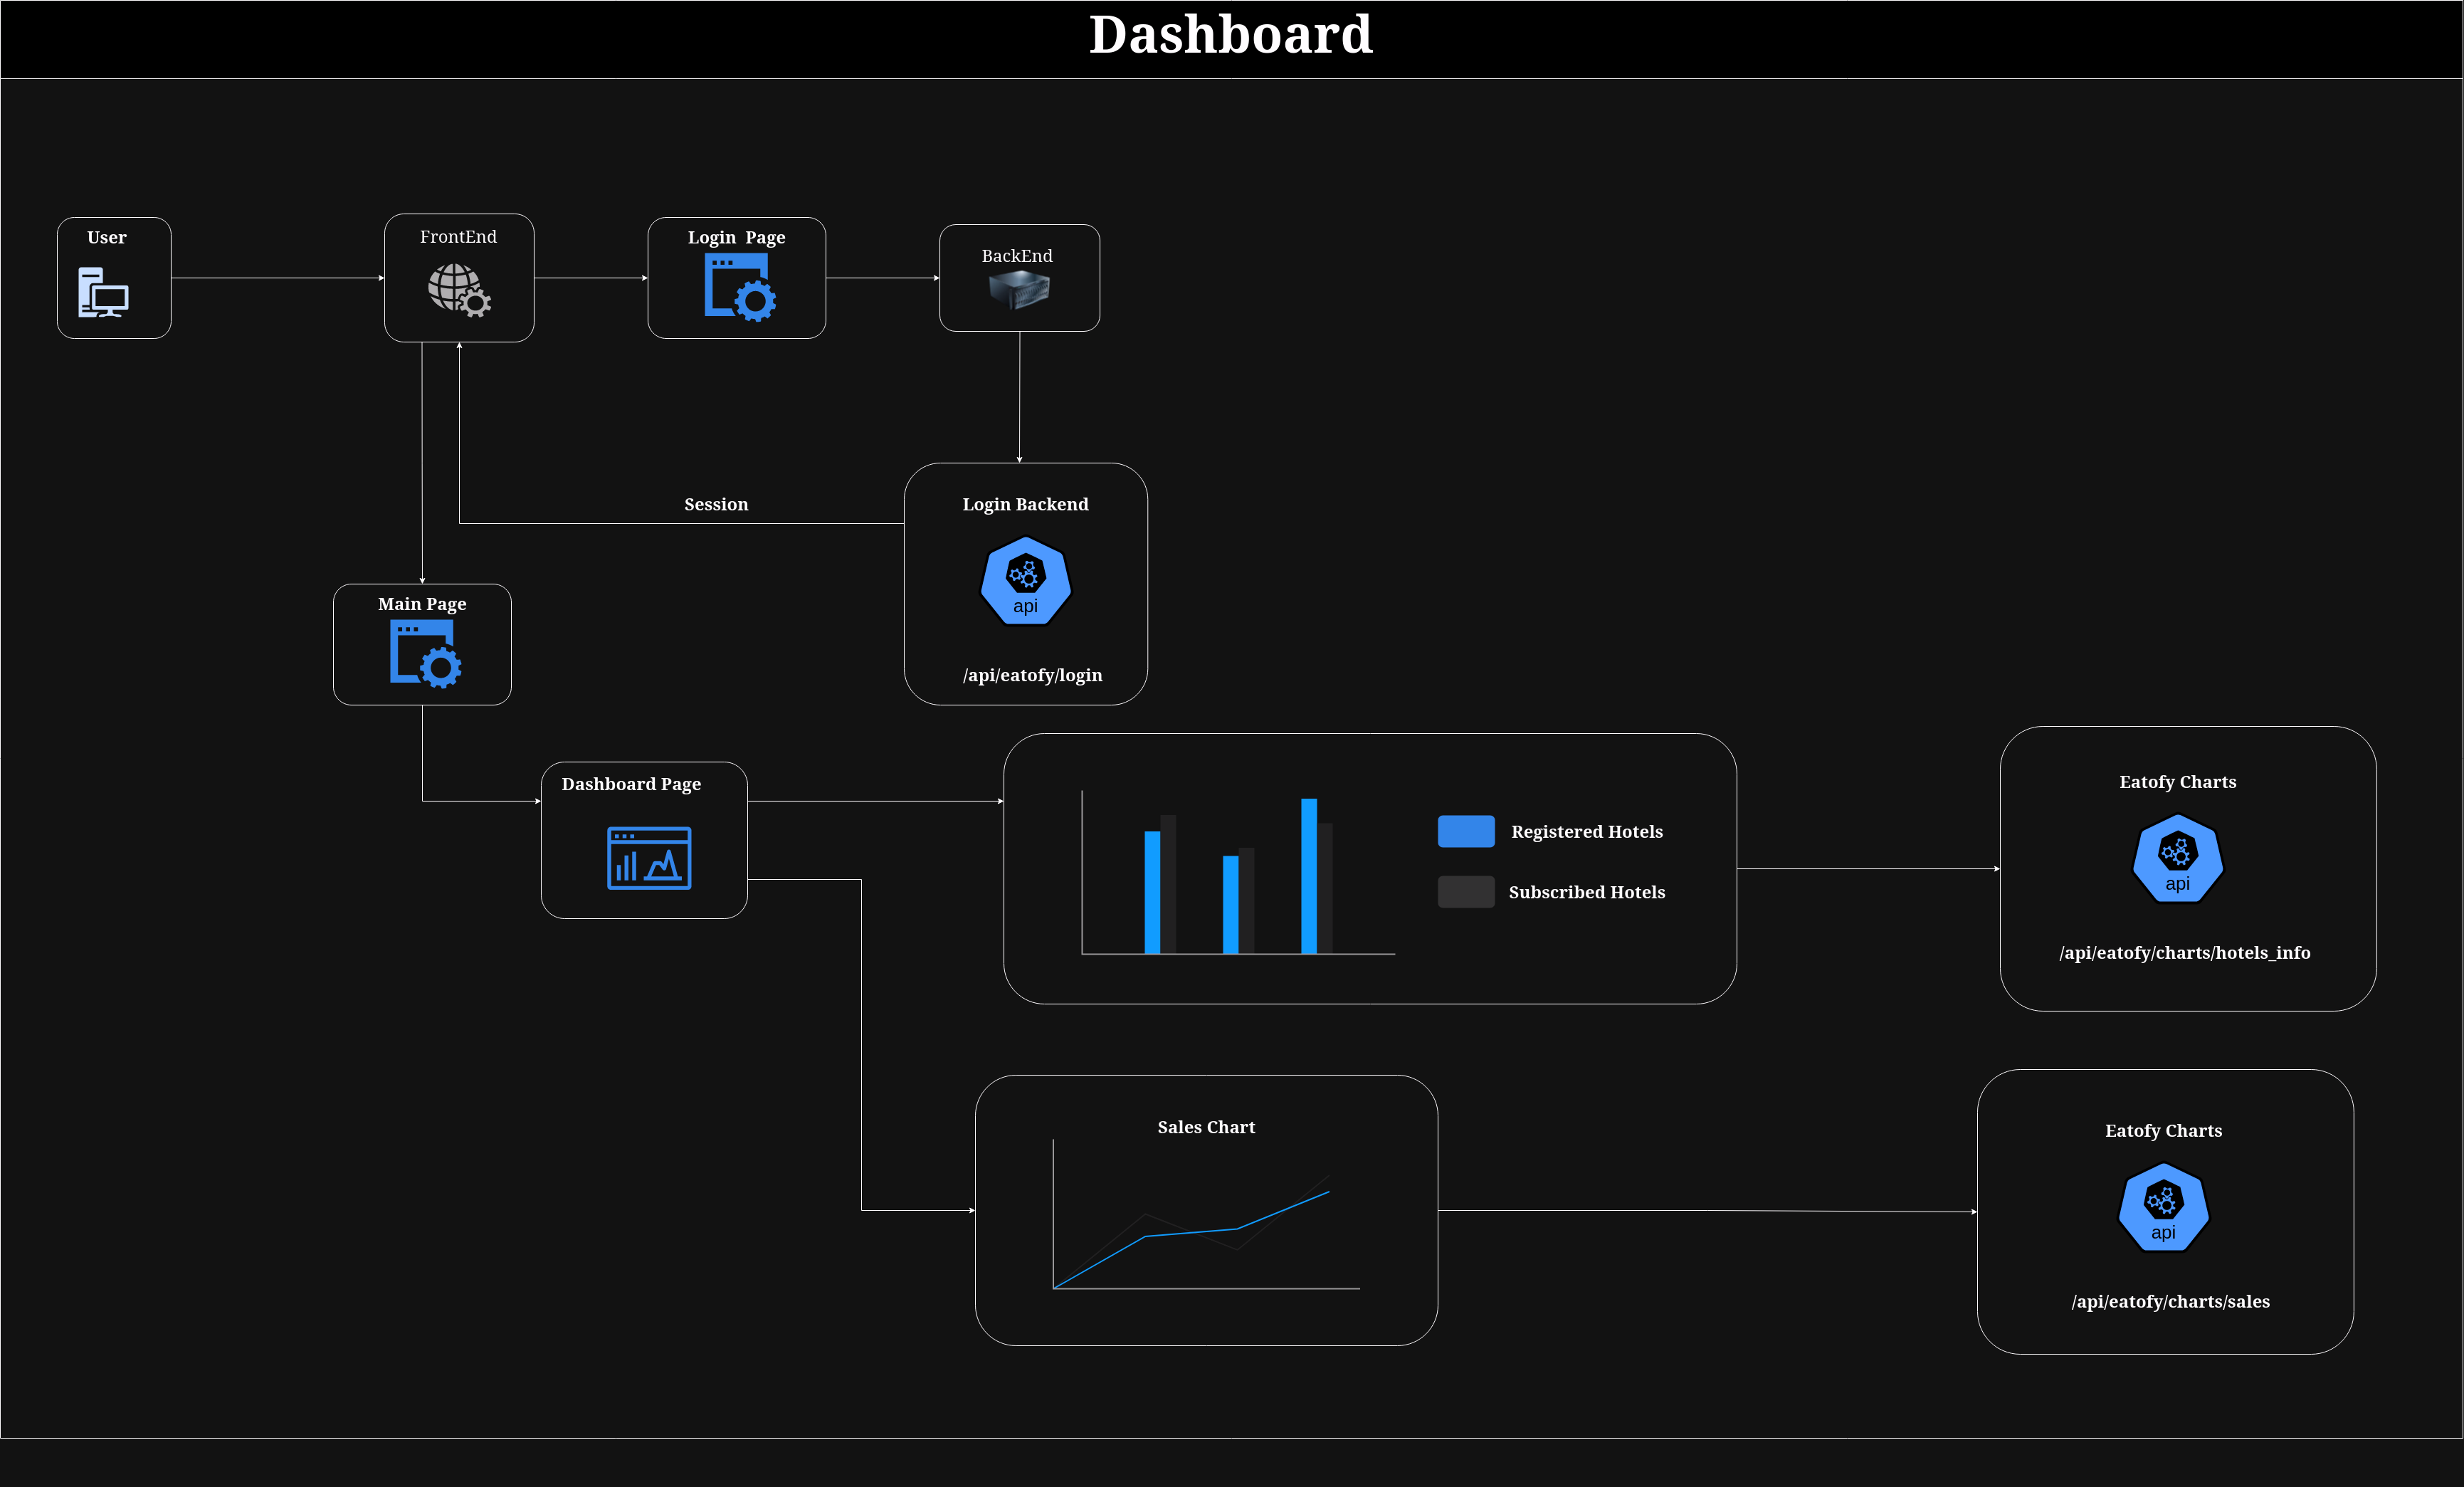 Dashboard
User
FrontEnd
Login Page
BackEnd
Session
Login Backend
api
/api/eatofy/login
Main Page
Dashboard Page
Registered Hotels
Subscribed Hotels
Eatofy Charts
api
/api/eatofy/charts/hotels_info
Sales Chart
Eatofy Charts
api
/api/eatofy/charts/sales